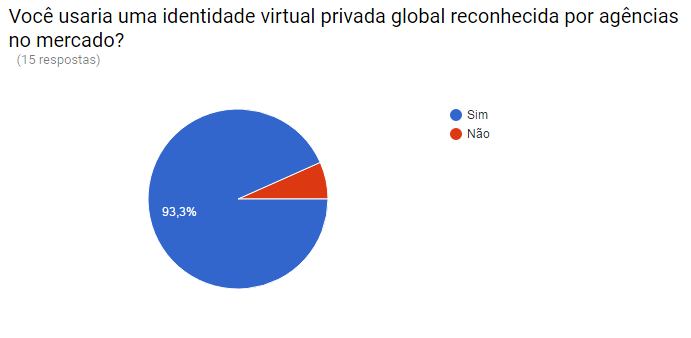 Você usaria uma identidade virtual privada global reconhecida por agências
no mercado?
(15 respostas)
Sim
Não
93,3%